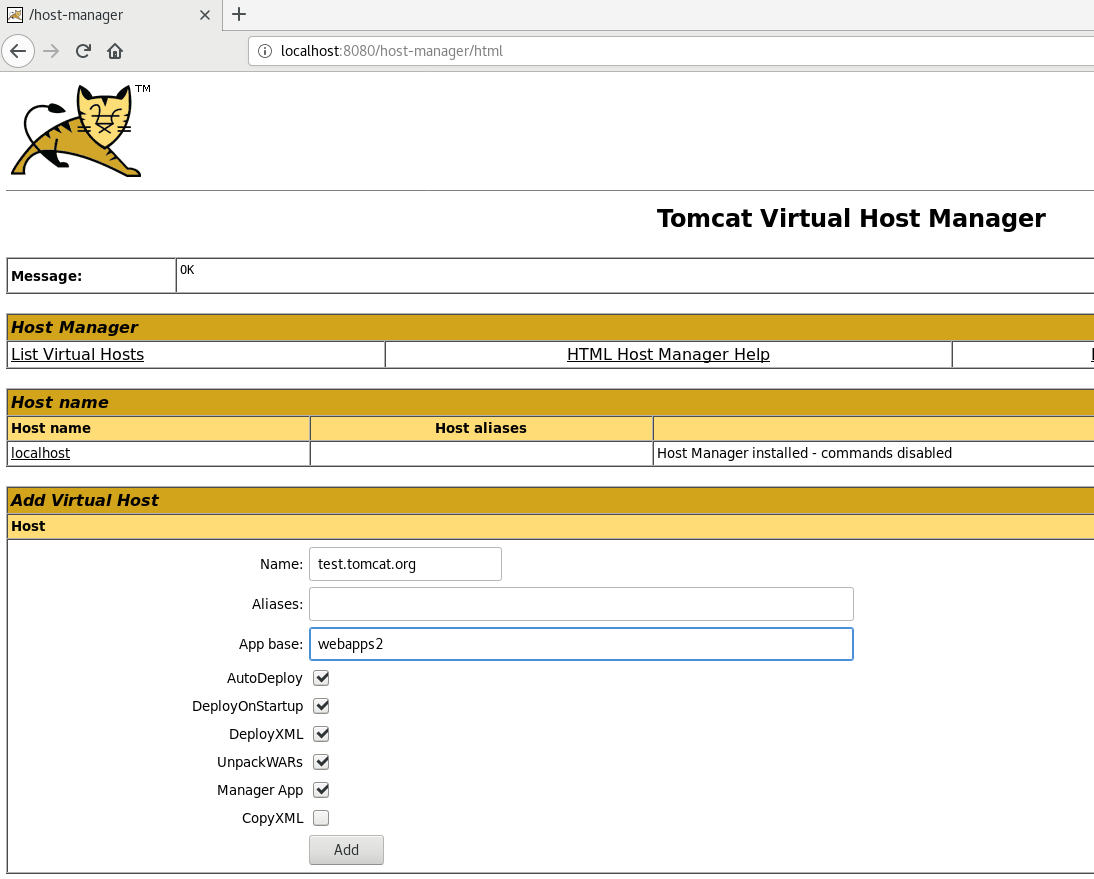 /host-manager
localhost:8080/host-manager/html
TM
Tomcat Virtual Host Manager
Message: OK
Host Manager
List Virtual Hosts HTML Host Manager Help
Host name
Host name Host aliases
localhost Host Manager installed - commands disabled
Add Virtual Host
Host
Name: test.tomcat.org
Aliases:
App base: webapps2
AutoDeploy
DeployOnStartup
DeployXML
UnpackWARs
Manager App
CopyXML
Add